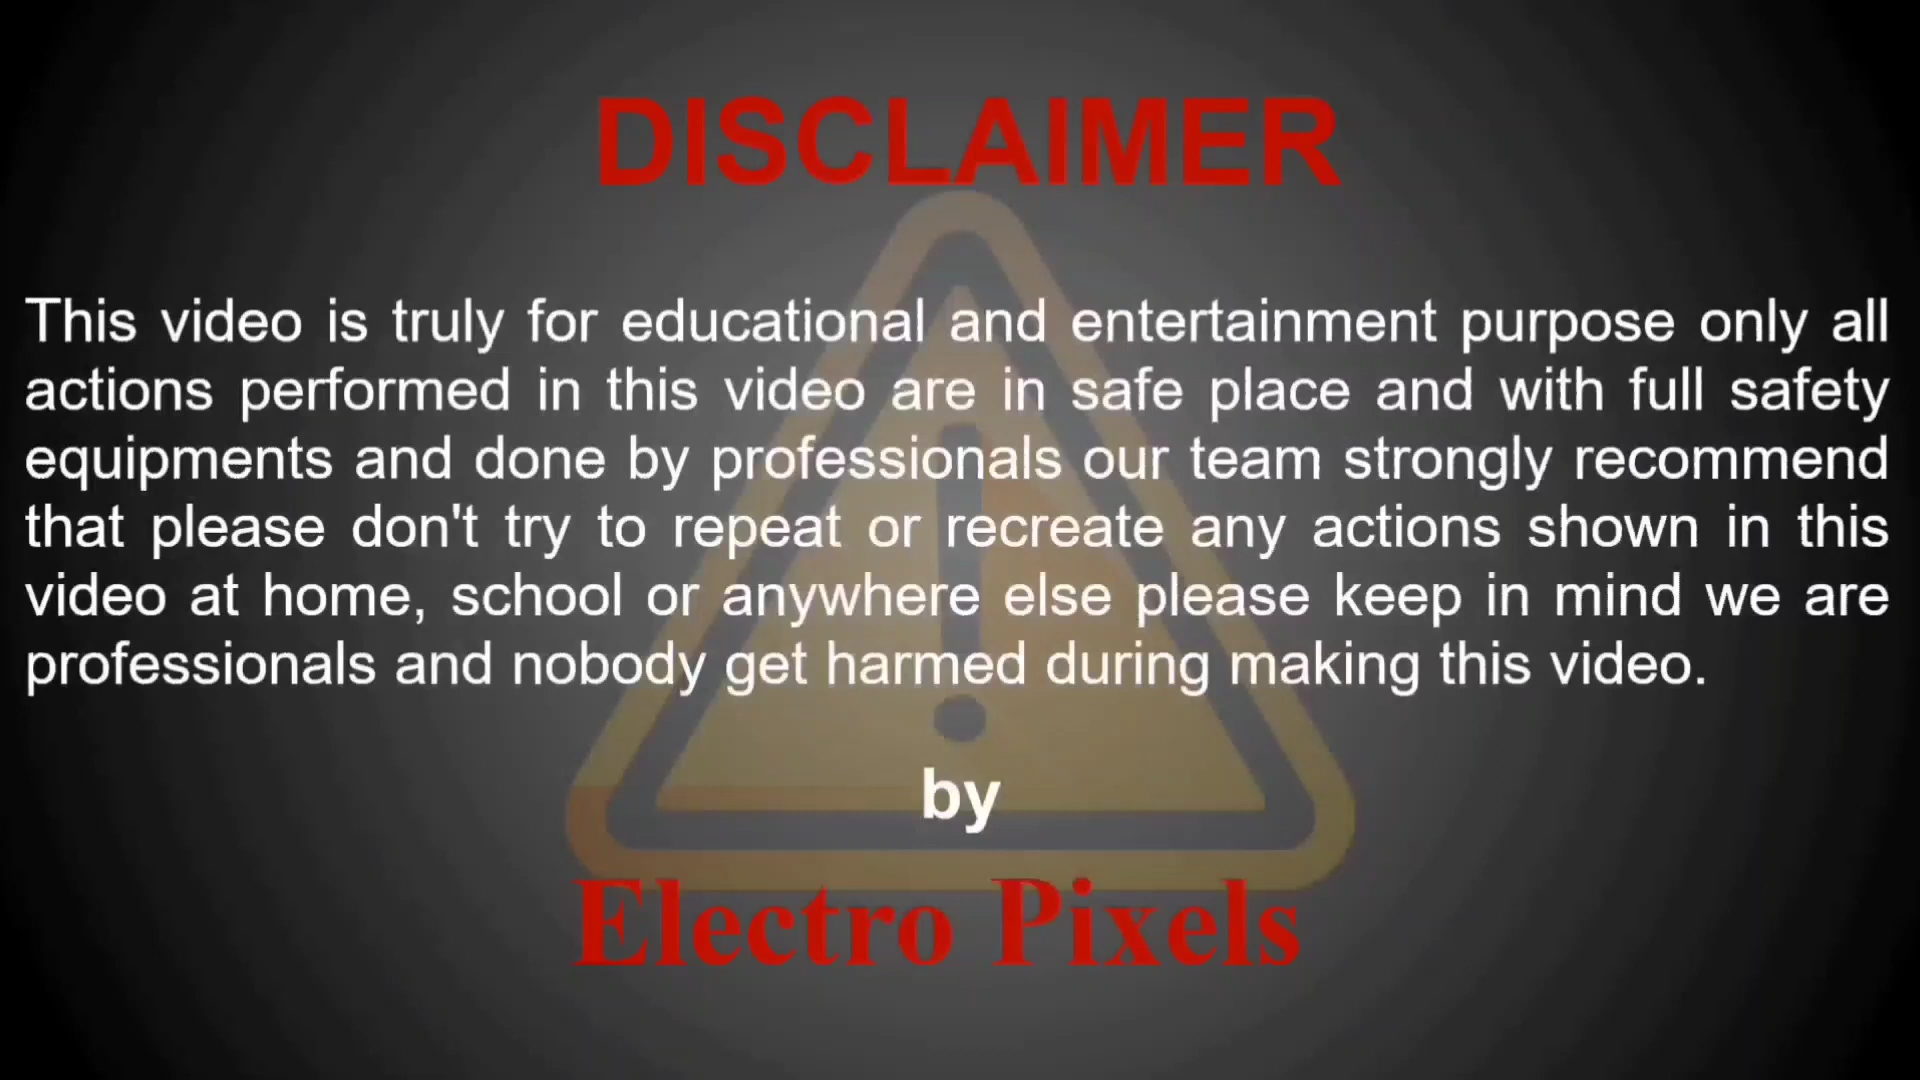 DISCLAIMER
This video is truly for educational and entertainment purpose only all
actions performed in this video are in safe place and with full safety
equipments and done by professionals our team strongly recommend
that please don't try to repeat or recreate any actions shown in this
video at home, school or anywhere else please keep in mind we are
professionals and nobody get harmed during making this video.
by
Electro Pixels